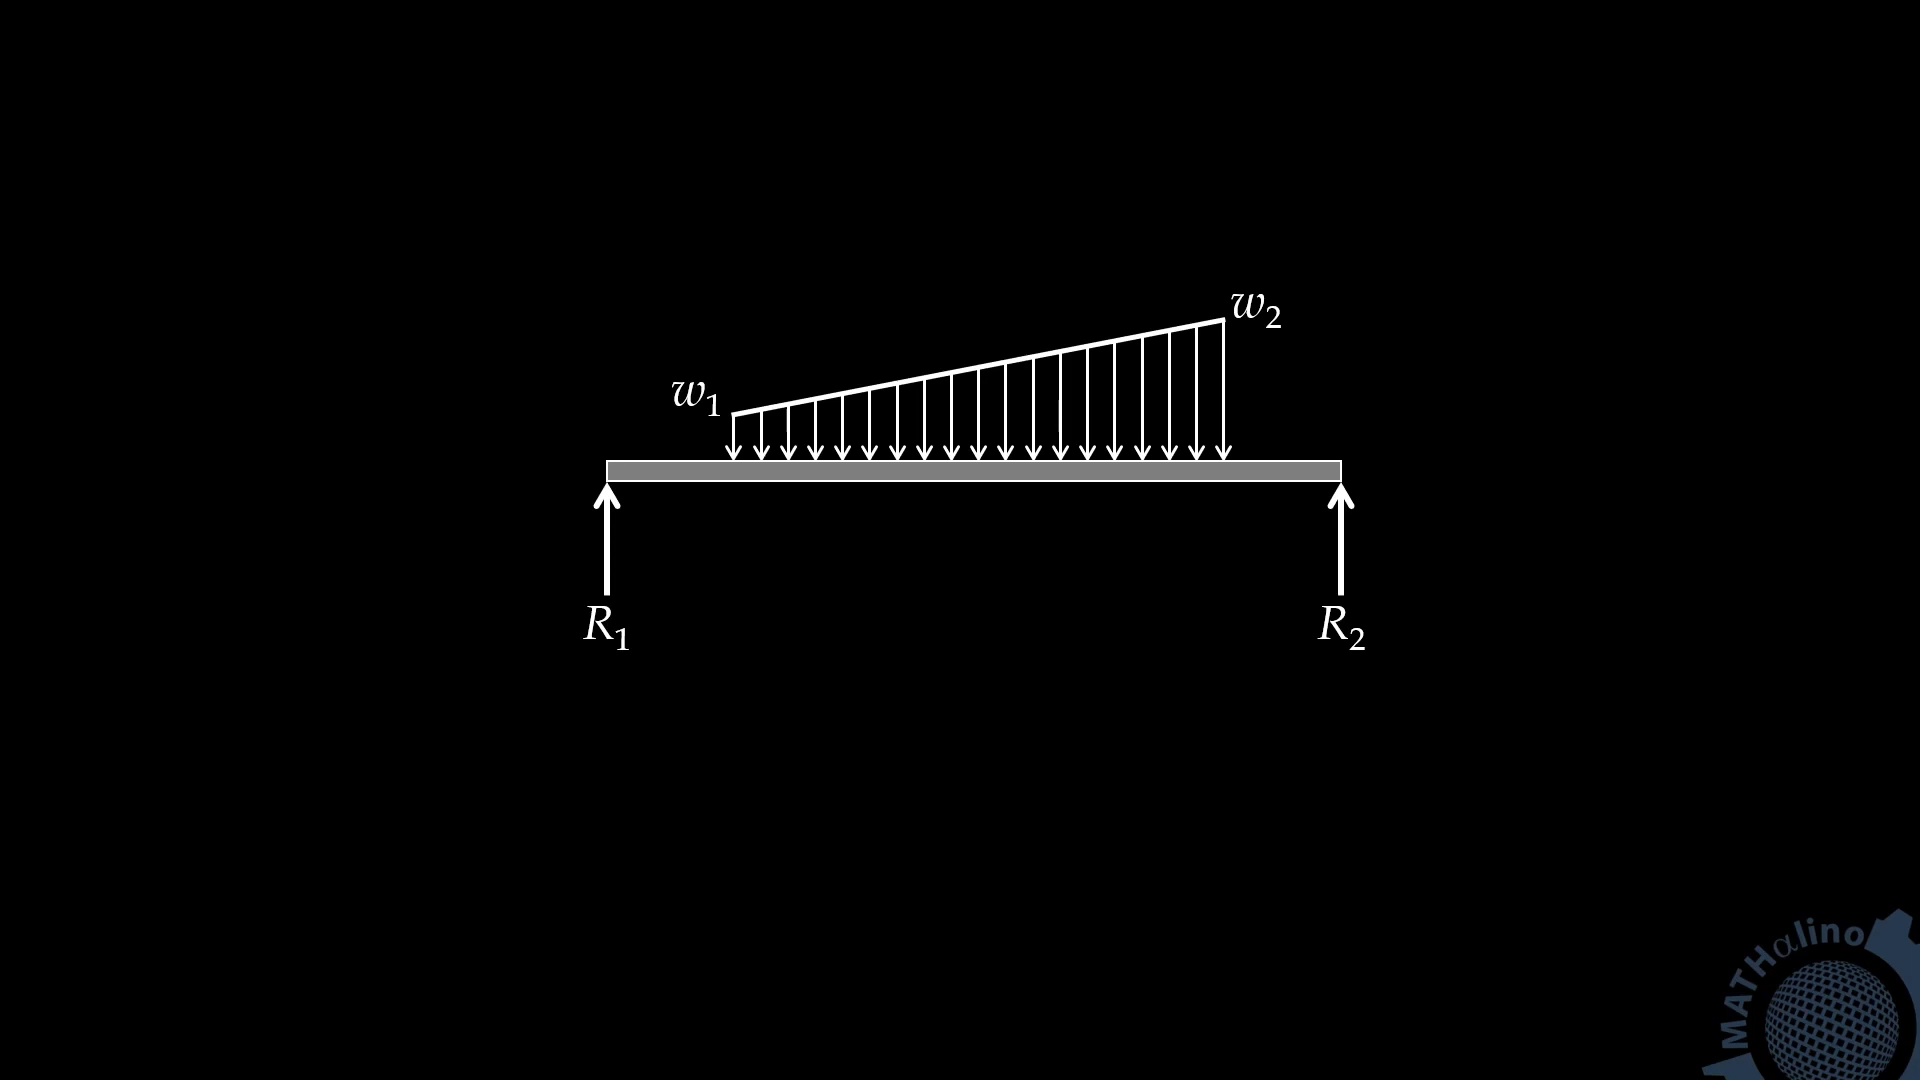 w₂
w₁
R₁ R₂
MATHαlino